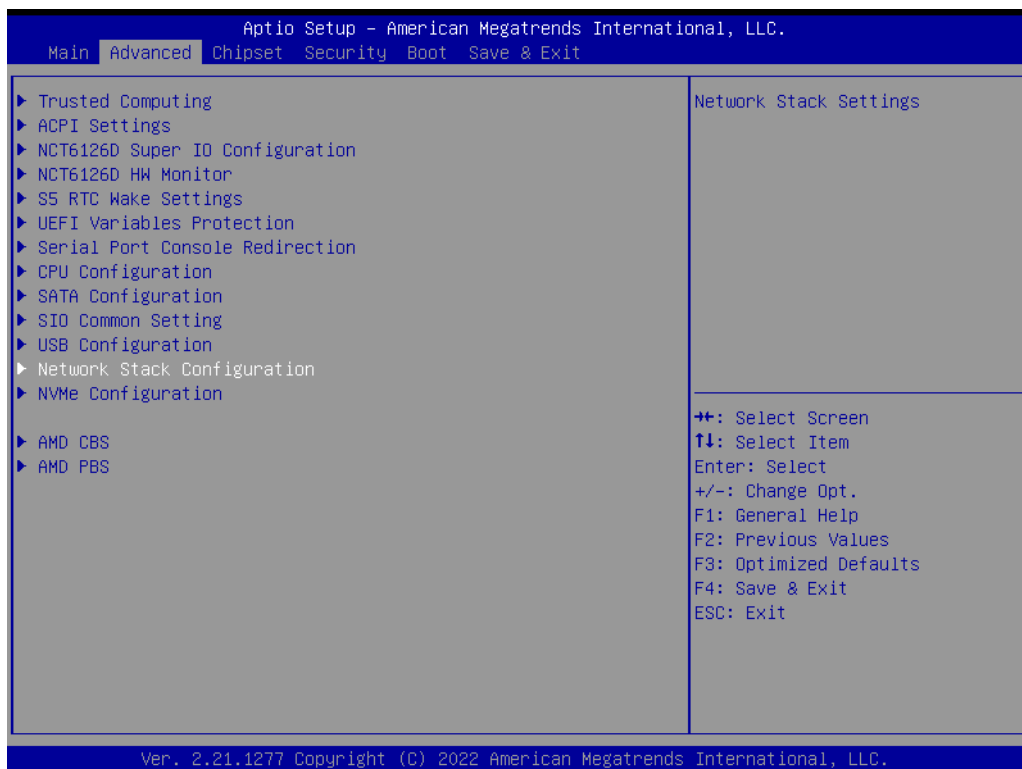 Aptio Setup – American Megatrends International, LLC.
Main Advanced Chipset Security Boot Save & Exit
▶ Trusted Computing
▶ ACPI Settings
▶ NCT6126D Super IO Configuration
▶ NCT6126D HW Monitor
▶ S5 RTC Wake Settings
▶ UEFI Variables Protection
▶ Serial Port Console Redirection
▶ CPU Configuration
▶ SATA Configuration
▶ SIO Common Setting
▶ USB Configuration
▶ Network Stack Configuration
▶ NVMe Configuration
▶ AMD CBS
▶ AMD PBS
Network Stack Settings
→←: Select Screen
↑↓: Select Item
Enter: Select
+/-: Change Opt.
F1: General Help
F2: Previous Values
F3: Optimized Defaults
F4: Save & Exit
ESC: Exit
Ver. 2.21.1277 Copyright (C) 2022 American Megatrends International, LLC.